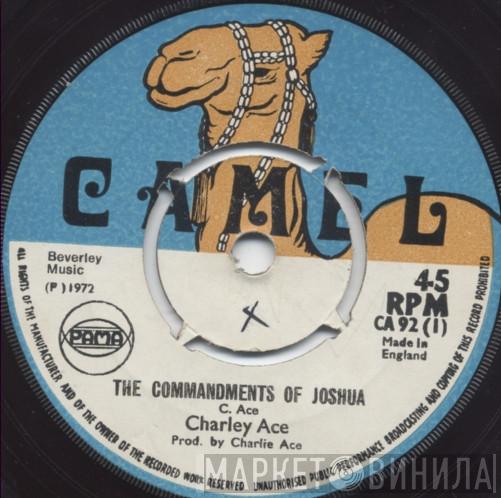 CAMEL
Beverley
Music
(P)1972
45
RPM
CA 92 (1)
Made in
England
PAMA
THE COMMANDMENTS OF JOSHUA
C. Ace
Charley Ace
Prod. by Charlie Ace
ALL RIGHTS OF THE MANUFACTURER AND OWNER OF THE RECORDED WORK RESERVED UNAUTHORISED PUBLIC PERFORMANCE BROADCASTING AND COPYING OF THIS RECORD PROHIBITED
x
МАРКЕТ ВИНИЛА